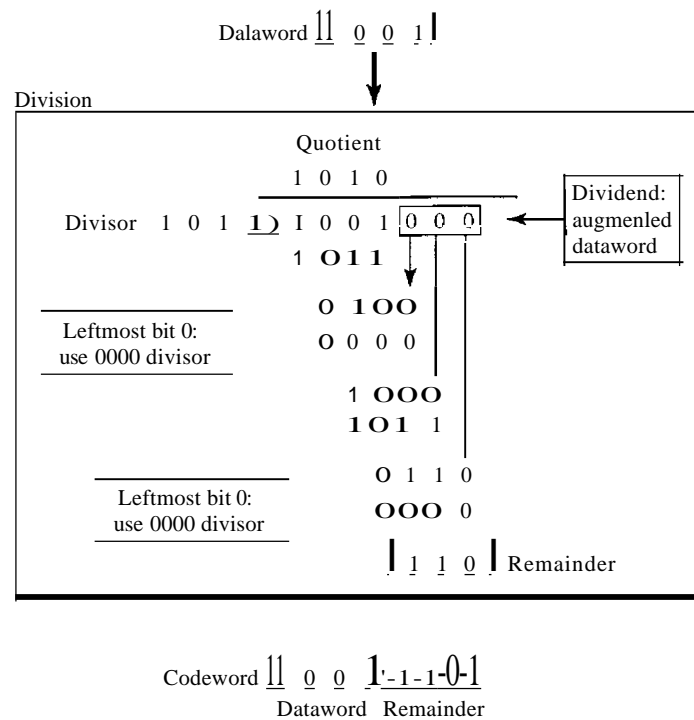 Dalaword 11 0 0 1|
Division
Quotient
1 0 1 0
Divisor 1 0 1 1) I 0 0 1 0 0 0
Dividend:
augmenled
dataword
1 0 1 1
0 1 0 0
Leftmost bit 0:
use 0000 divisor
0 0 0 0
1 0 0 0
1 0 1 1
0 1 1 0
Leftmost bit 0:
use 0000 divisor
0 0 0 0
|1 1 0| Remainder
Codeword 11 0 0 1'-1-1-0-1
Dataword Remainder